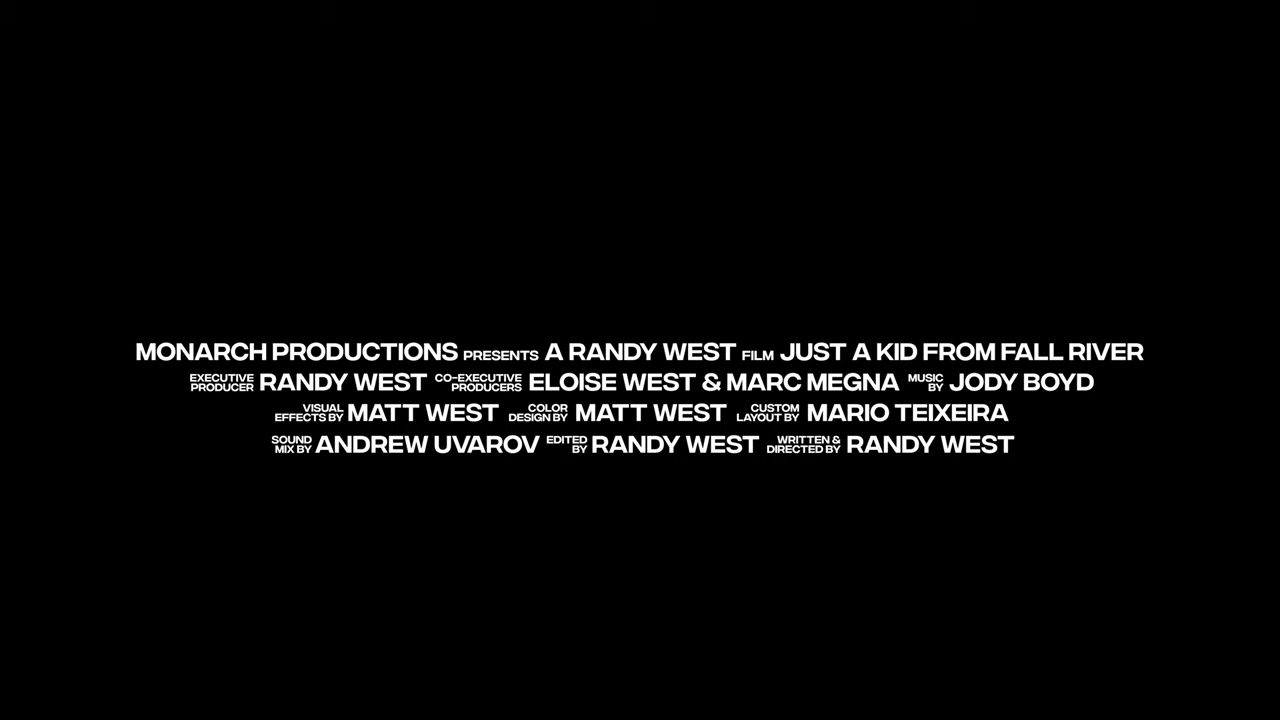 MONARCH PRODUCTIONS PRESENTS A RANDY WEST FILM JUST A KID FROM FALL RIVER
EXECUTIVE PRODUCER RANDY WEST CO-EXECUTIVE PRODUCERS ELOISE WEST & MARC MEGNA MUSIC BY JODY BOYD
VISUAL EFFECTS BY MATT WEST COLOR DESIGN BY MATT WEST CUSTOM LAYOUT BY MARIO TEIXEIRA
SOUND MIX BY ANDREW UVAROV EDITED BY RANDY WEST WRITTEN & DIRECTED BY RANDY WEST